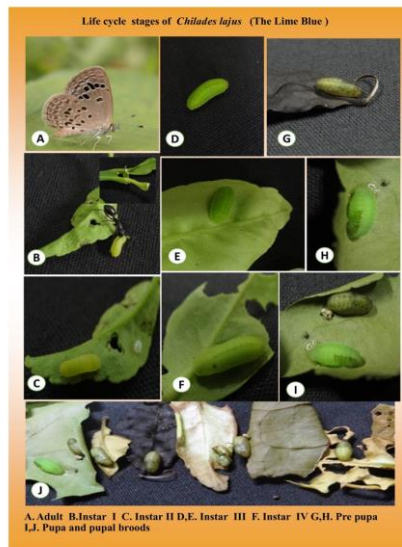 Life cycle stages of Chilades lajus (The Lime Blue )
A
D
G
B
E
H
C
F
I
J
A. Adult B.Instar I C. Instar II D,E. Instar III F. Instar IV G,H. Pre pupa
I,J. Pupa and pupal broods